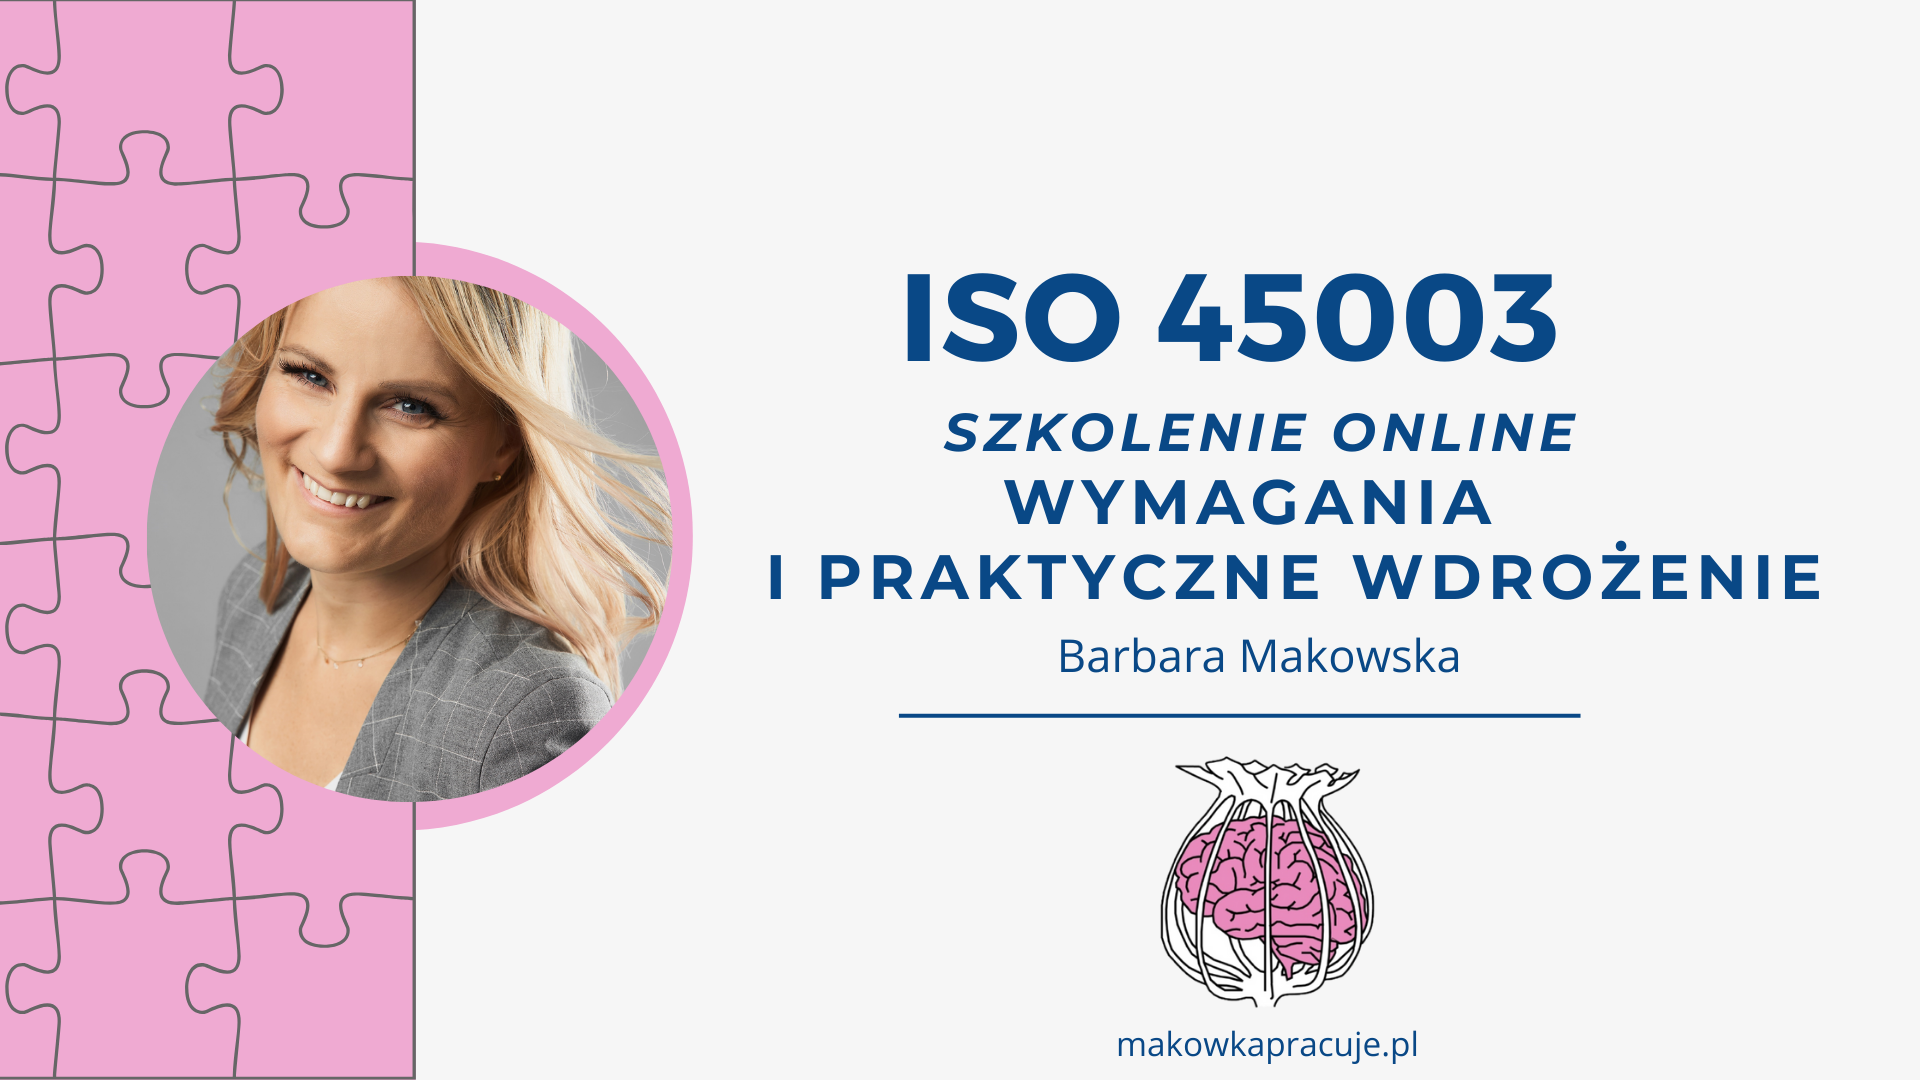 ISO 45003
SZKOLENIE ONLINE
WYMAGANIA
I PRAKTYCZNE WDROŻENIE
Barbara Makowska
makowkapracuje.pl